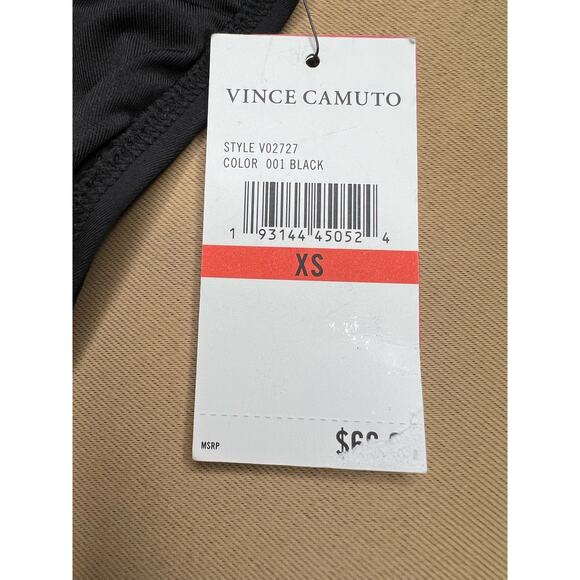 VINCE CAMUTO
STYLE V02727
COLOR 001 BLACK
1 93144 45052 4
XS
MSRP